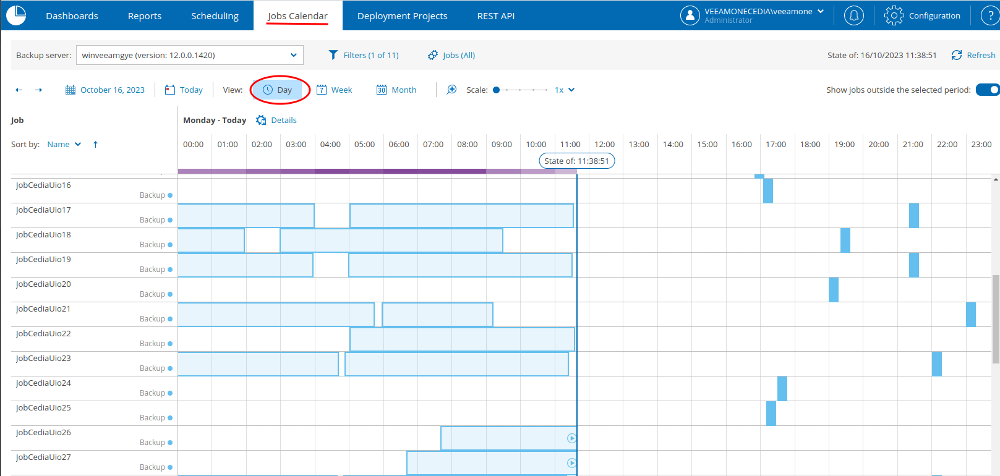 Dashboards Reports Scheduling Jobs Calendar Deployment Projects REST API VEEAMONECEDIA\veeamone Configuration ?
Administrator
Backup server: winveeamgye (version: 12.0.0.1420) Filters (1 of 11) Jobs (All) State of: 16/10/2023 11:38:51 Refresh
October 16, 2023 Today View: Day 7 Week 30 Month Scale: 1x Show jobs outside the selected period:
Job Monday - Today Details
Sort by: Name 00:00 01:00 02:00 03:00 04:00 05:00 06:00 07:00 08:00 09:00 10:00 11:00 12:00 13:00 14:00 15:00 16:00 17:00 18:00 19:00 20:00 21:00 22:00 23:00
State of: 11:38:51
JobCediaUio16
Backup
JobCediaUio17
Backup
JobCediaUio18
Backup
JobCediaUio19
Backup
JobCediaUio20
Backup
JobCediaUio21
Backup
JobCediaUio22
Backup
JobCediaUio23
Backup
JobCediaUio24
Backup
JobCediaUio25
Backup
JobCediaUio26
Backup
JobCediaUio27
Backup